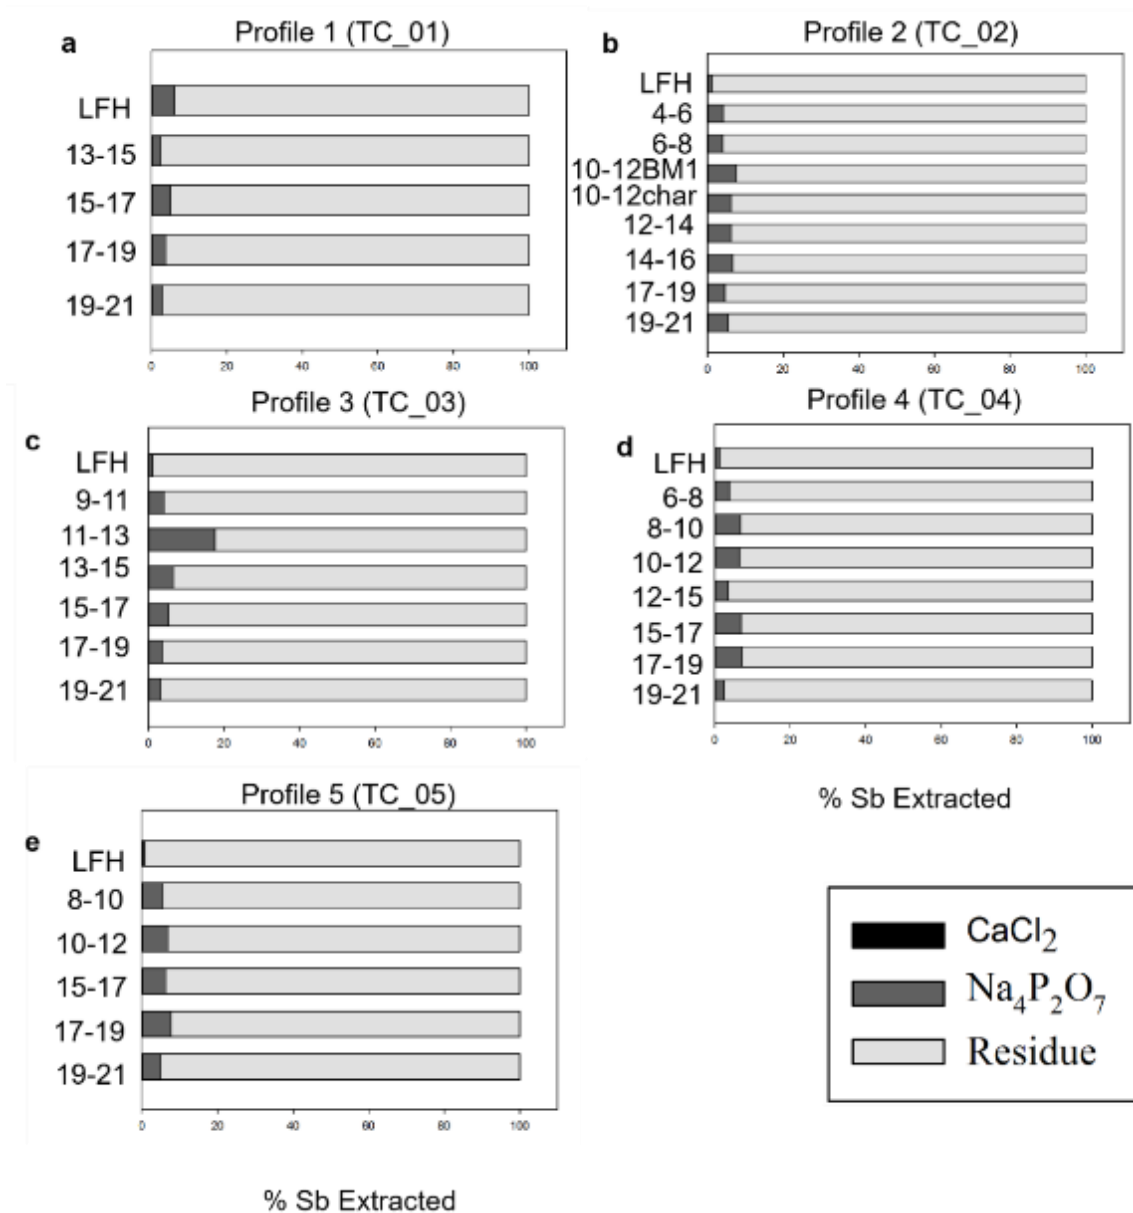 a
Profile 1 (TC_01)
LFH
13-15
15-17
17-19
19-21
0 20 40 60 80 100
b
Profile 2 (TC_02)
LFH
4-6
6-8
10-12BM1
10-12char
12-14
14-16
17-19
19-21
0 20 40 60 80 100
c
Profile 3 (TC_03)
LFH
9-11
11-13
13-15
15-17
17-19
19-21
0 20 40 60 80 100
d
Profile 4 (TC_04)
LFH
6-8
8-10
10-12
12-15
15-17
17-19
19-21
0 20 40 60 80 100
% Sb Extracted
e
Profile 5 (TC_05)
LFH
8-10
10-12
15-17
17-19
19-21
0 20 40 60 80 100
% Sb Extracted
CaCl2
Na4P2O7
Residue